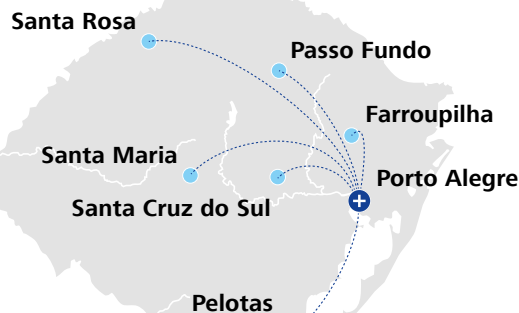 Santa Rosa
Passo Fundo
Farroupilha
Santa Maria
Porto Alegre
Santa Cruz do Sul
Pelotas